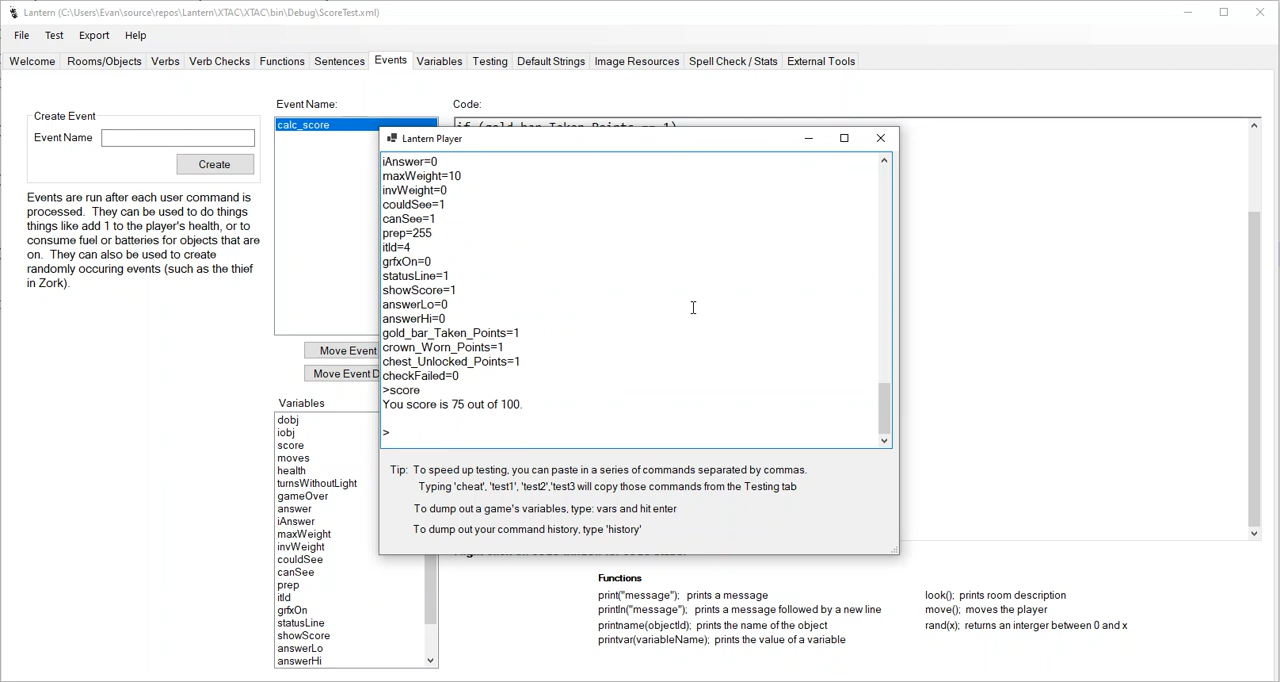 Lantern (C:\Users\Evan\source\repos\Lantern\XTAC\XTAC\bin\Debug\ScoreTest.xml)
File Test Export Help
Welcome Rooms/Objects Verbs Verb Checks Functions Sentences Events Variables Testing Default Strings Image Resources Spell Check / Stats External Tools
Create Event
Event Name
Create
Events are run after each user command is
processed. They can be used to do things
things like add 1 to the player's health, or to
consume fuel or batteries for objects that are
on. They can also be used to create
randomly occuring events (such as the thief
in Zork).
Event Name:
calc_score
Move Event
Move Event D
Variables
dobj
iobj
score
moves
health
turnsWithoutLight
gameOver
answer
iAnswer
maxWeight
invWeight
couldSee
canSee
prep
itId
grfxOn
statusLine
showScore
answerLo
answerHi
Code:
if (gold_bar_Taken_Points == 1)
Lantern Player
iAnswer=0
maxWeight=10
invWeight=0
couldSee=1
canSee=1
prep=255
itId=4
grfxOn=0
statusLine=1
showScore=1
answerLo=0
answerHi=0
gold_bar_Taken_Points=1
crown_Worn_Points=1
chest_Unlocked_Points=1
checkFailed=0
>score
You score is 75 out of 100.
>
Tip: To speed up testing, you can paste in a series of commands separated by commas.
Typing 'cheat', 'test1', 'test2','test3 will copy those commands from the Testing tab
To dump out a game's variables, type: vars and hit enter
To dump out your command history, type 'history'
Functions
print("message"); prints a message
println("message"); prints a message followed by a new line
printname(objectId); prints the name of the object
printvar(variableName); prints the value of a variable
look(); prints room description
move(); moves the player
rand(x); returns an interger between 0 and x